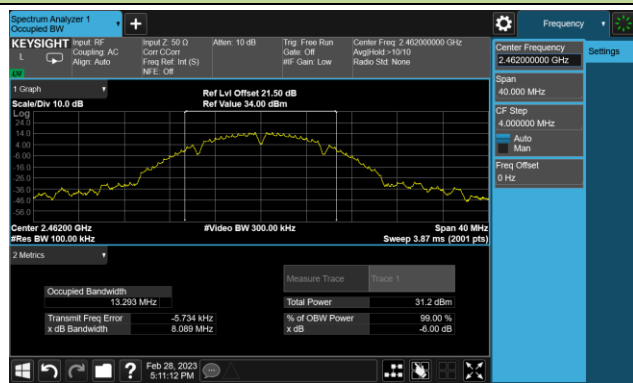 Spectrum Analyzer 1
Occupied BW
+
Frequency
KEYSIGHT
L
Input: RF
Coupling: AC
Align: Auto
Input Z: 50 Ω
Corr CCorr
Freq Ref: Int (S)
NFE: Off
Atten: 10 dB
Trig: Free Run
Gate: Off
#IF Gain: Low
Center Freq: 2.462000000 GHz
Avg|Hold:>10/10
Radio Std: None
Center Frequency
2.462000000 GHz
Settings
Span
40.000 MHz
CF Step
4.000000 MHz
Auto
Man
Freq Offset
0 Hz
1 Graph
Scale/Div 10.0 dB
Ref Lvl Offset 21.50 dB
Ref Value 34.00 dBm
Log
24.0
14.0
4.00
-6.00
-16.0
-26.0
-36.0
-46.0
-56.0
Center 2.46200 GHz
#Res BW 100.00 kHz
#Video BW 300.00 kHz
Span 40 MHz
Sweep 3.87 ms (2001 pts)
2 Metrics
Measure Trace
Trace 1
Occupied Bandwidth
13.293 MHz
Total Power
31.2 dBm
Transmit Freq Error
-5.734 kHz
% of OBW Power
99.00 %
x dB Bandwidth
8.089 MHz
x dB
-6.00 dB
?
Feb 28, 2023
5:11:12 PM